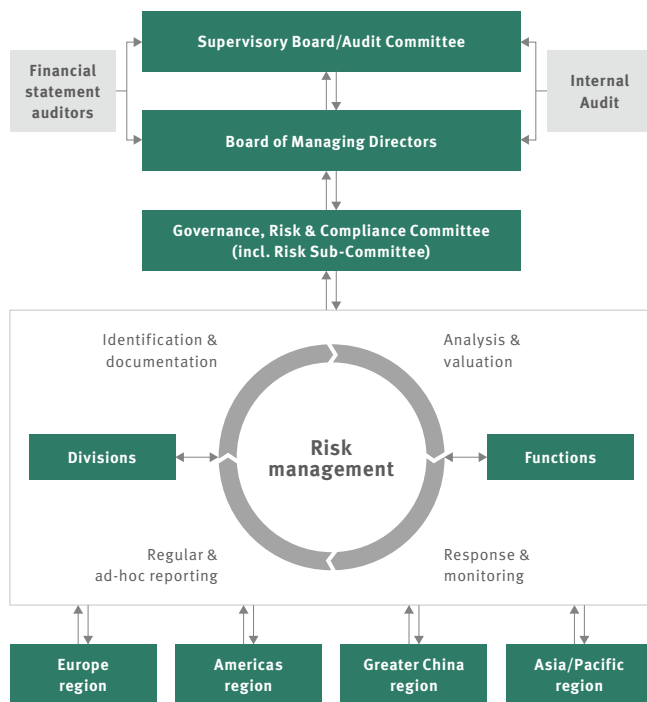 Supervisory Board/Audit Committee
Financial
statement
auditors
Internal
Audit
Board of Managing Directors
Governance, Risk & Compliance Committee
(incl. Risk Sub-Committee)
Identification &
documentation
Analysis &
valuation
Divisions
Risk
management
Functions
Regular &
ad-hoc reporting
Response &
monitoring
Europe
region
Americas
region
Greater China
region
Asia/Pacific
region